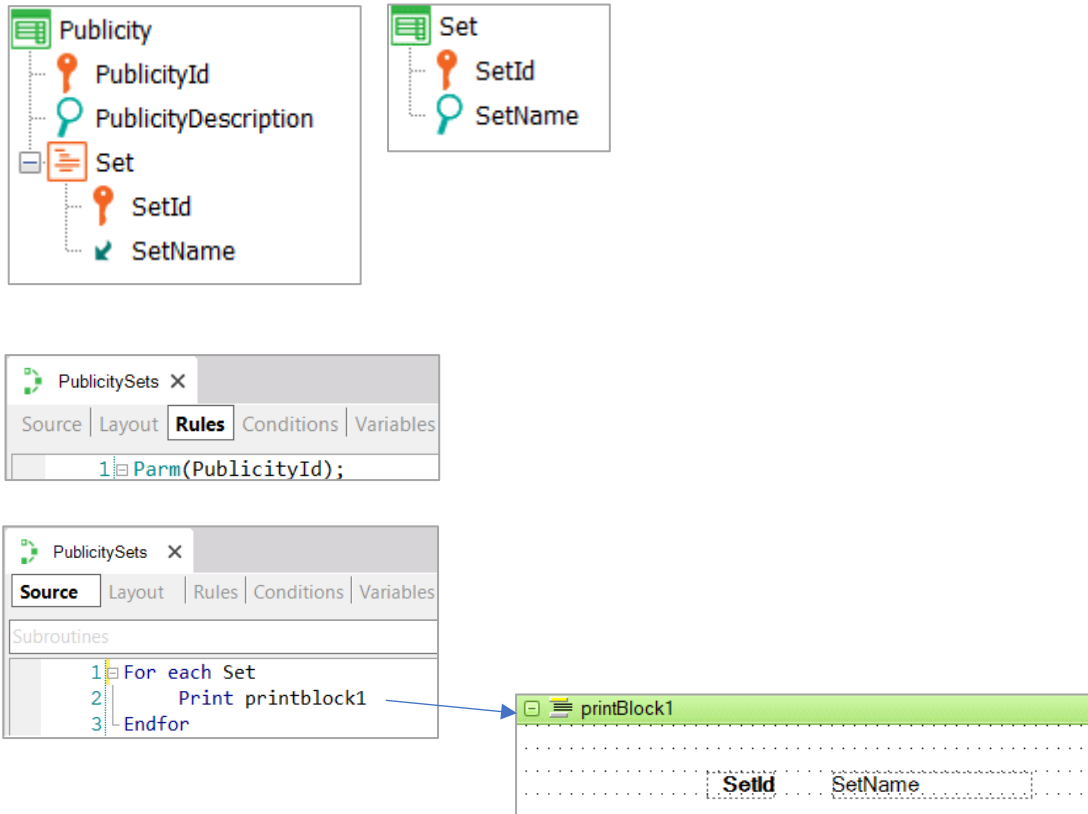 Publicity
PublicityId
PublicityDescription
Set
SetId
SetName
Set
SetId
SetName
PublicitySets
Source Layout Rules Conditions Variables
1 Parm(PublicityId);
PublicitySets
Source Layout Rules Conditions Variables
Subroutines
1 For each Set
2 Print printblock1
3 Endfor
printBlock1
SetId SetName